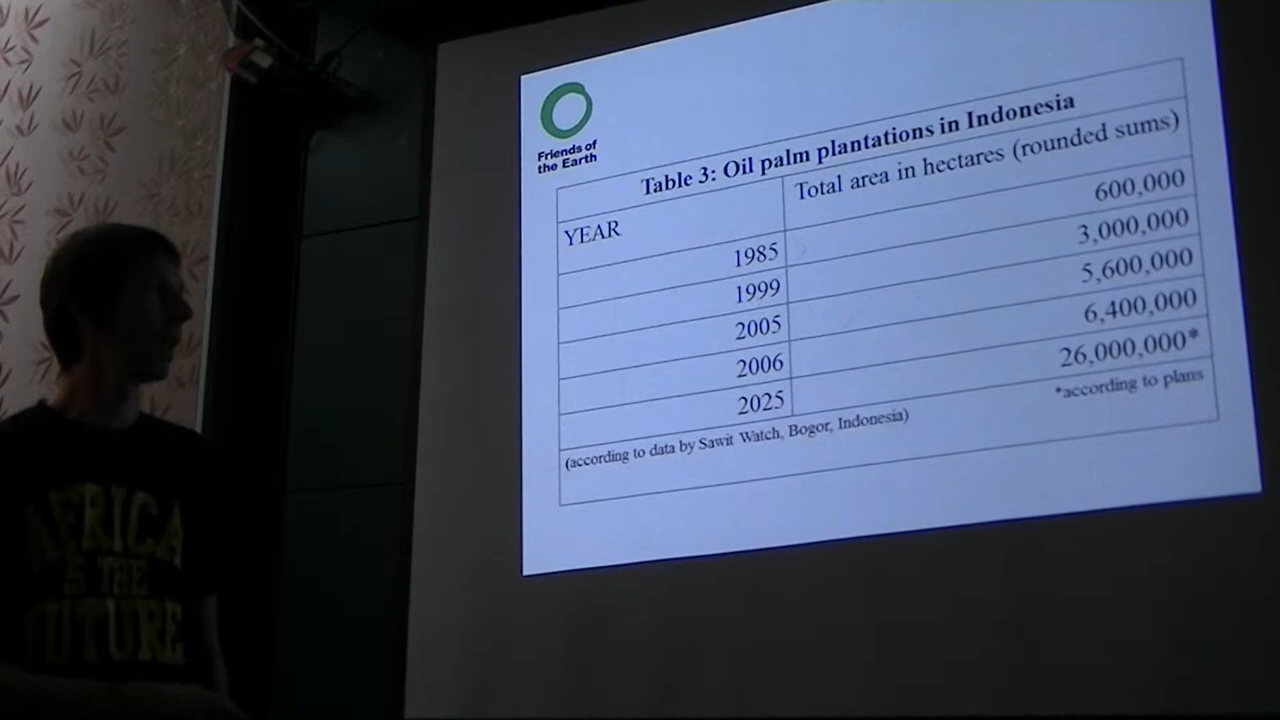 Friends of
the Earth
Table 3: Oil palm plantations in Indonesia
YEAR Total area in hectares (rounded sums)
1985 600,000
1999 3,000,000
2005 5,600,000
2006 6,400,000
2025 26,000,000*
(according to data by Sawit Watch, Bogor, Indonesia) *according to plans
AFRICA
IS THE
FUTURE